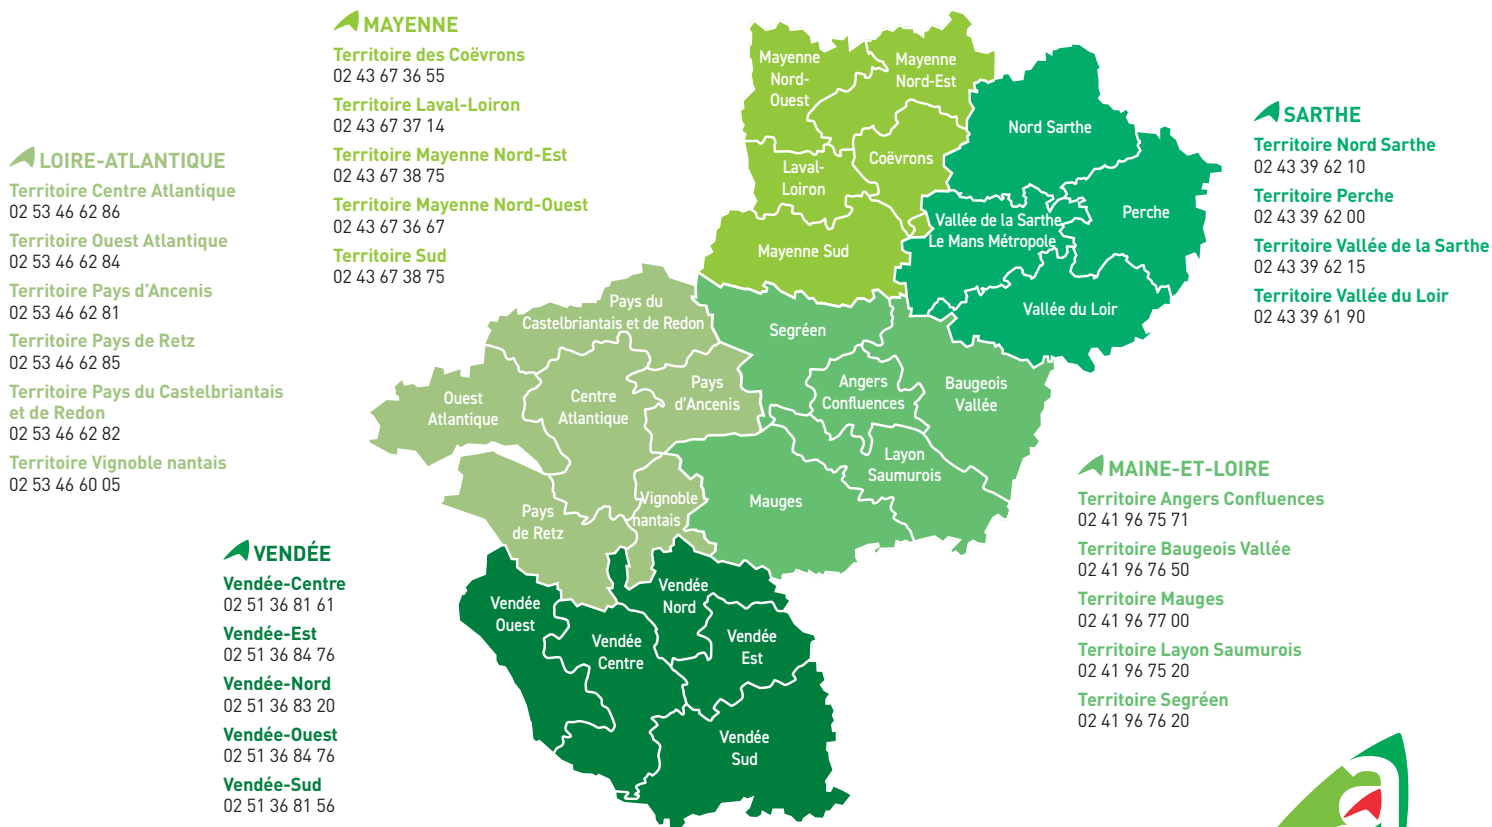 MAYENNE
Territoire des Coëvrons
02 43 67 36 55
Territoire Laval-Loiron
02 43 67 37 14
Territoire Mayenne Nord-Est
02 43 67 38 75
Territoire Mayenne Nord-Ouest
02 43 67 36 67
Territoire Sud
02 43 67 38 75
LOIRE-ATLANTIQUE
Territoire Centre Atlantique
02 53 46 62 86
Territoire Ouest Atlantique
02 53 46 62 84
Territoire Pays d'Ancenis
02 53 46 62 81
Territoire Pays de Retz
02 53 46 62 85
Territoire Pays du Castelbriantais
et de Redon
02 53 46 62 82
Territoire Vignoble nantais
02 53 46 60 05
VENDÉE
Vendée-Centre
02 51 36 81 61
Vendée-Est
02 51 36 84 76
Vendée-Nord
02 51 36 83 20
Vendée-Ouest
02 51 36 84 76
Vendée-Sud
02 51 36 81 56
SARTHE
Territoire Nord Sarthe
02 43 39 62 10
Territoire Perche
02 43 39 62 00
Territoire Vallée de la Sarthe
02 43 39 62 15
Territoire Vallée du Loir
02 43 39 61 90
MAINE-ET-LOIRE
Territoire Angers Confluences
02 41 96 75 71
Territoire Baugeois Vallée
02 41 96 76 50
Territoire Mauges
02 41 96 77 00
Territoire Layon Saumurois
02 41 96 75 20
Territoire Segréen
02 41 96 76 20
Mayenne
Nord-
Ouest
Mayenne
Nord-Est
Laval-
Loiron
Coëvrons
Mayenne Sud
Nord Sarthe
Perche
Vallée de la Sarthe
Le Mans Métropole
Vallée du Loir
Pays du
Castelbriantais et de Redon
Segréen
Ouest
Atlantique
Centre
Atlantique
Pays
d'Ancenis
Angers
Confluences
Baugeois
Vallée
Layon
Saumurois
Mauges
Vignoble
nantais
Pays
de Retz
Vendée
Ouest
Vendée
Centre
Vendée
Nord
Vendée
Est
Vendée
Sud